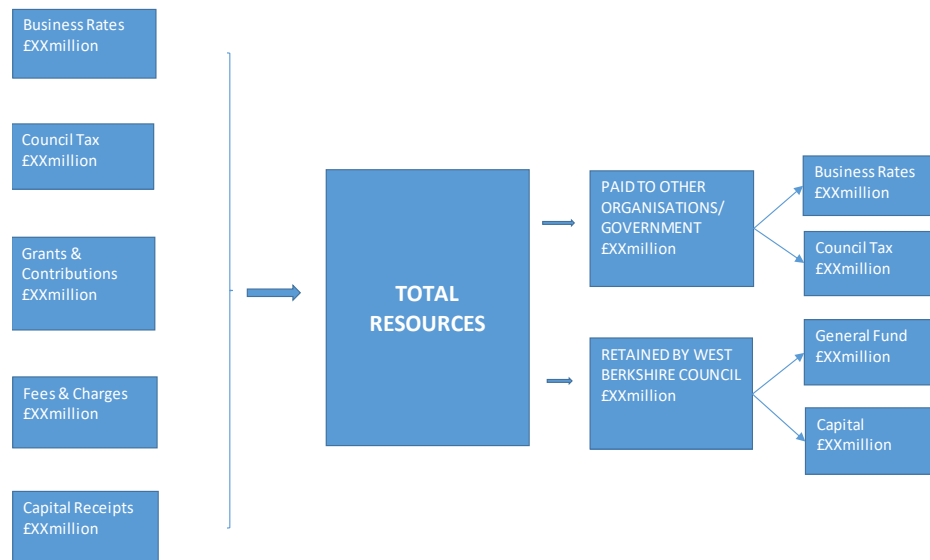 Business Rates
£XXmillion
Council Tax
£XXmillion
Grants &
Contributions
£XXmillion
Fees & Charges
£XXmillion
Capital Receipts
£XXmillion
TOTAL
RESOURCES
PAID TO OTHER
ORGANISATIONS/
GOVERNMENT
£XXmillion
RETAINED BY WEST
BERKSHIRE COUNCIL
£XXmillion
Business Rates
£XXmillion
Council Tax
£XXmillion
General Fund
£XXmillion
Capital
£XXmillion